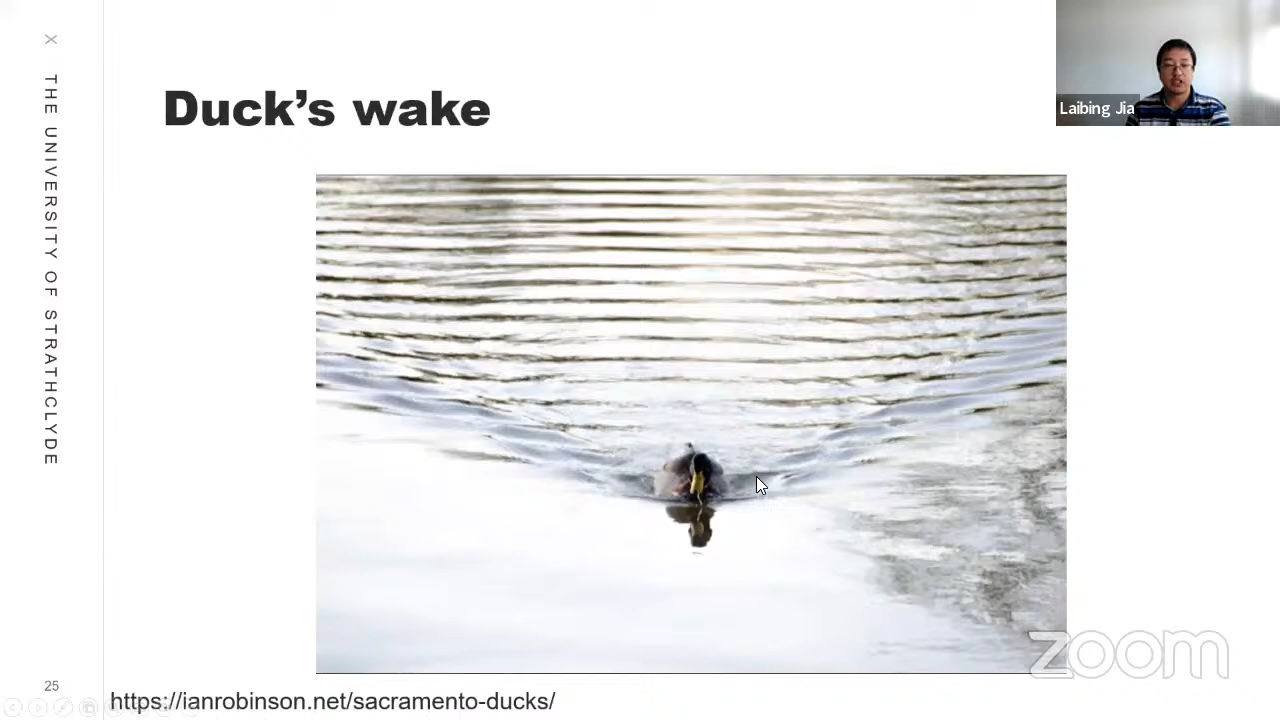 X THE UNIVERSITY OF STRATHCLYDE
Duck’s wake
Laibing Jia
zoom
25
https://ianrobinson.net/sacramento-ducks/